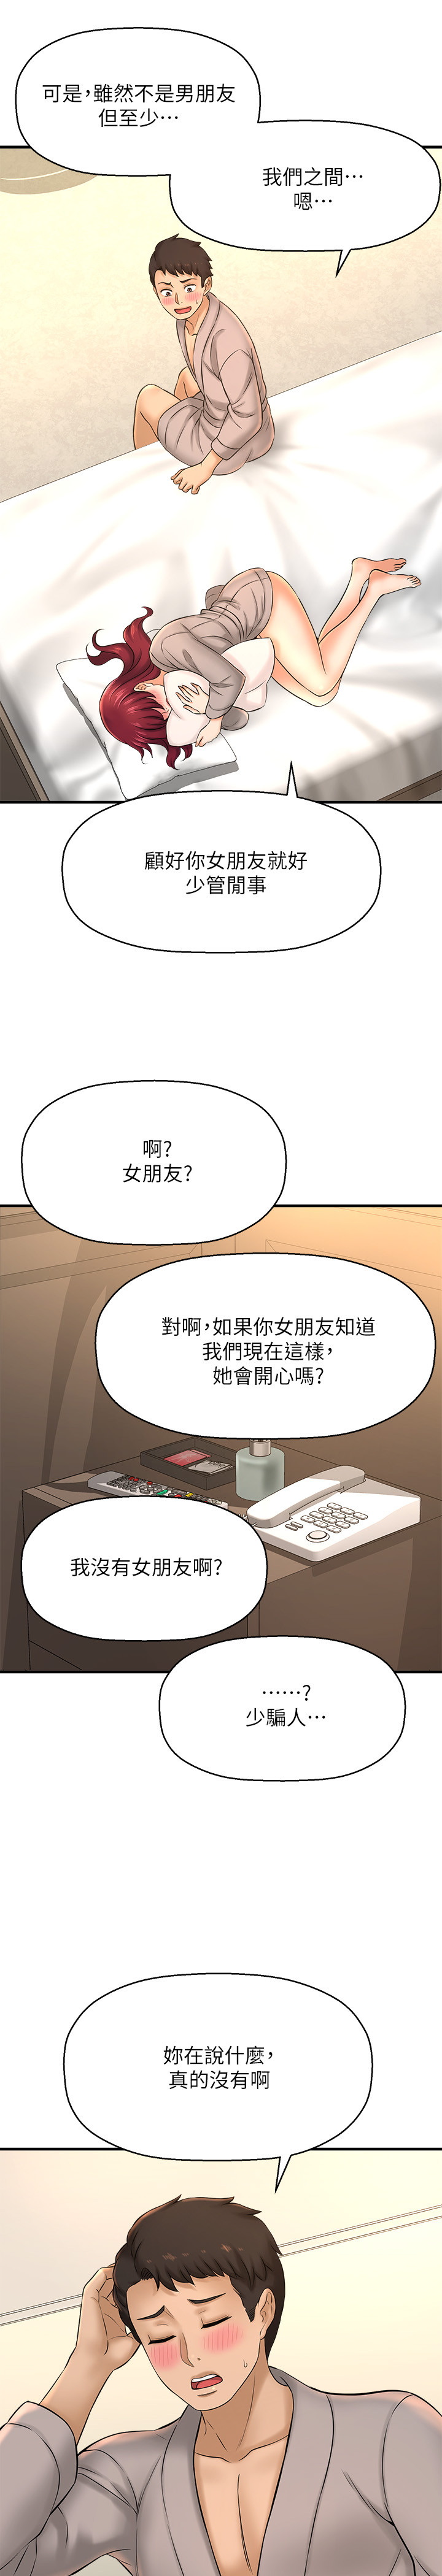 可是，雖然不是男朋友
但至少⋯
我們之間⋯
嗯⋯
顧好你女朋友就好
少管閒事
啊?
女朋友?
對啊，如果你女朋友知道
我們現在這樣，
她會開心嗎?
我沒有女朋友啊?
⋯⋯?
少騙人⋯
妳在說什麼，
真的沒有啊